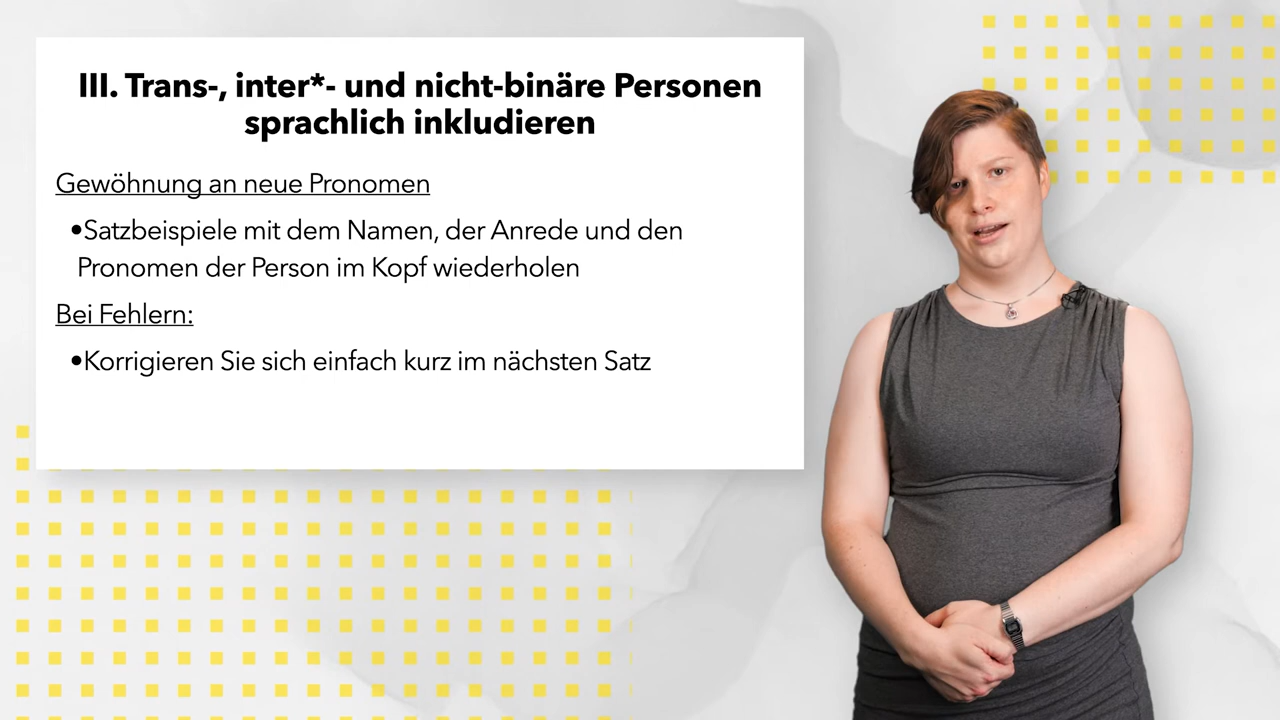 III. Trans-, inter*- und nicht-binäre Personen
sprachlich inkludieren
Gewöhnung an neue Pronomen
•Satzbeispiele mit dem Namen, der Anrede und den
Pronomen der Person im Kopf wiederholen
Bei Fehlern:
•Korrigieren Sie sich einfach kurz im nächsten Satz